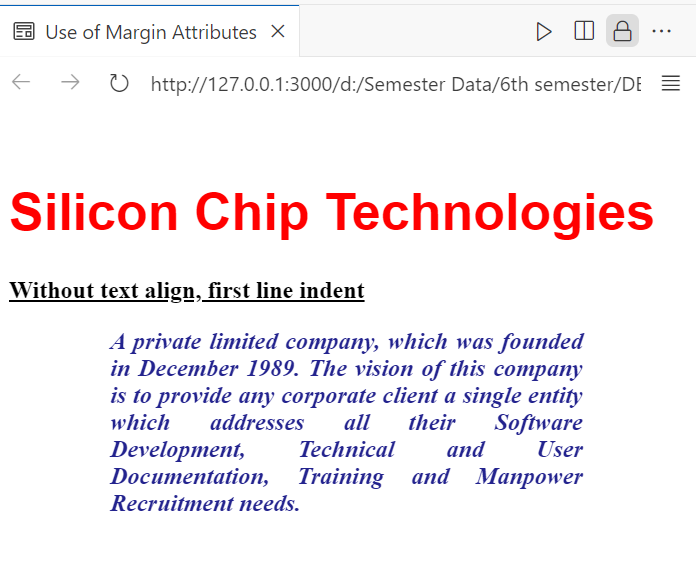 Use of Margin Attributes
http://127.0.0.1:3000/d:/Semester Data/6th semester/DE
Silicon Chip Technologies
Without text align, first line indent
A private limited company, which was founded
in December 1989. The vision of this company
is to provide any corporate client a single entity
which addresses all their Software
Development, Technical and User
Documentation, Training and Manpower
Recruitment needs.